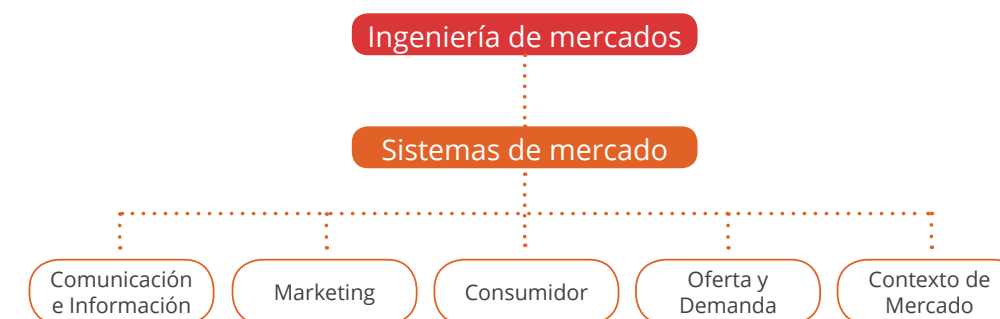 Ingeniería de mercados
Sistemas de mercado
Comunicación
e Información
Marketing
Consumidor
Oferta y
Demanda
Contexto de
Mercado